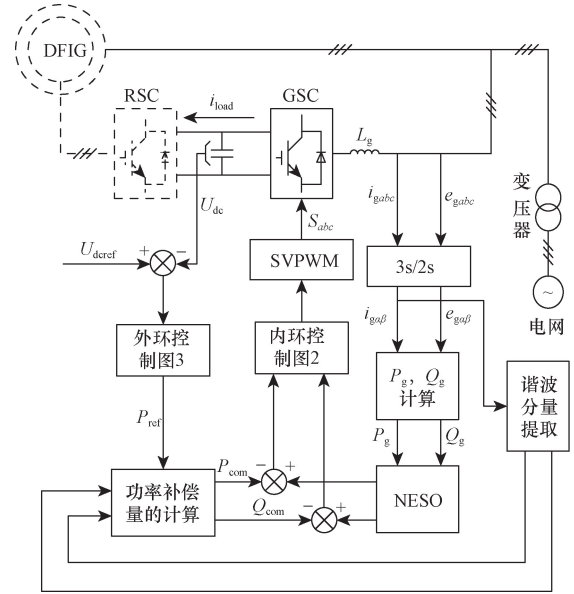 DFIG
RSC
i_load
GSC
L_g
U_dc
S_abc
i_gabc
e_gabc
变压器
U_dcref
+
−
SVPWM
3s/2s
~
电网
外环控
制图3
内环控
制图2
i_gαβ
e_gαβ
P_g, Q_g
计算
谐波
分量
提取
P_ref
P_g
Q_g
P_com
−
+
功率补偿
量的计算
Q_com
−
+
NESO